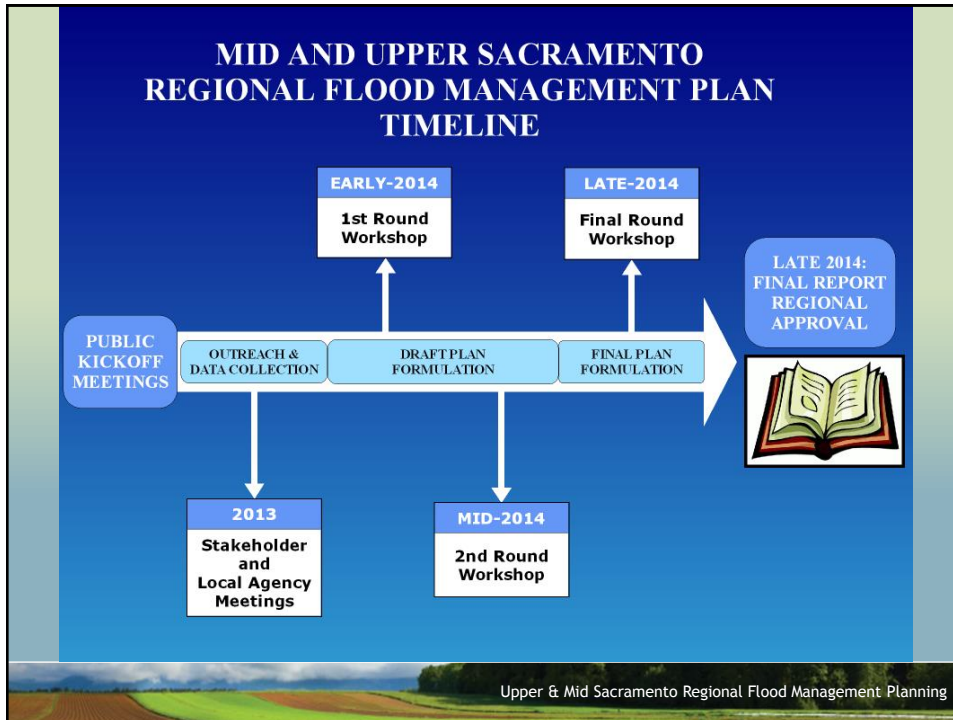 MID AND UPPER SACRAMENTO
REGIONAL FLOOD MANAGEMENT PLAN
TIMELINE
EARLY-2014
1st Round
Workshop
LATE-2014
Final Round
Workshop
LATE 2014:
FINAL REPORT
REGIONAL
APPROVAL
PUBLIC
KICKOFF
MEETINGS
OUTREACH &
DATA COLLECTION
DRAFT PLAN
FORMULATION
FINAL PLAN
FORMULATION
2013
Stakeholder
and
Local Agency
Meetings
MID-2014
2nd Round
Workshop
Upper & Mid Sacramento Regional Flood Management Planning